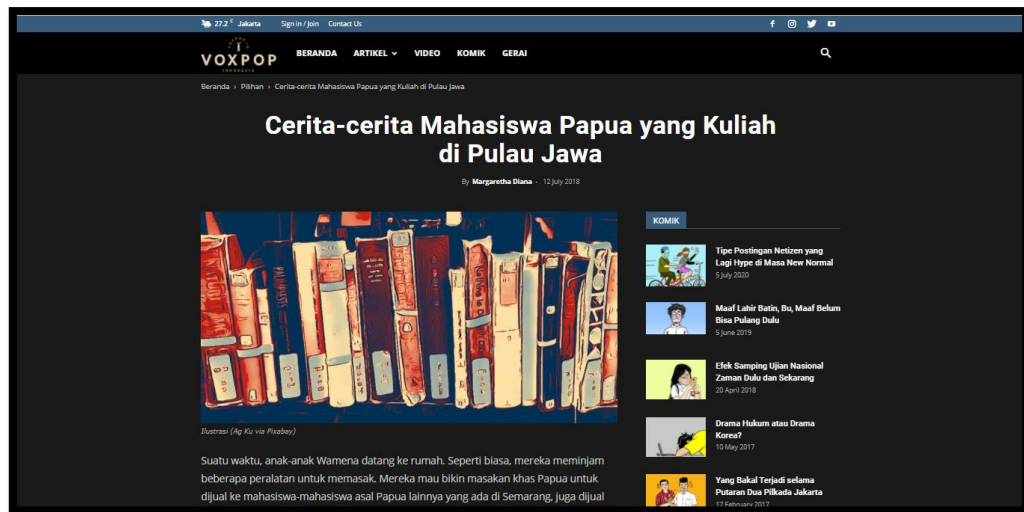 27.2 C Jakarta Sign in / Join Contact Us
VOXPOP
INDONESIA
BERANDA ARTIKEL VIDEO KOMIK GERAI
Beranda › Pilihan › Cerita-cerita Mahasiswa Papua yang Kuliah di Pulau Jawa
Cerita-cerita Mahasiswa Papua yang Kuliah
di Pulau Jawa
By Margaretha Diana - 12 July 2018
Ilustrasi (Ag Ku via Pixabay)
Suatu waktu, anak-anak Wamena datang ke rumah. Seperti biasa, mereka meminjam
beberapa peralatan untuk memasak. Mereka mau bikin masakan khas Papua untuk
dijual ke mahasiswa-mahasiswa asal Papua lainnya yang ada di Semarang, juga dijual
KOMIK
Tipe Postingan Netizen yang
Lagi Hype di Masa New Normal
5 July 2020
Maaf Lahir Batin, Bu, Maaf Belum
Bisa Pulang Dulu
5 June 2019
Efek Samping Ujian Nasional
Zaman Dulu dan Sekarang
20 April 2018
Drama Hukum atau Drama
Korea?
10 May 2017
Yang Bakal Terjadi selama
Putaran Dua Pilkada Jakarta
17 February 2017